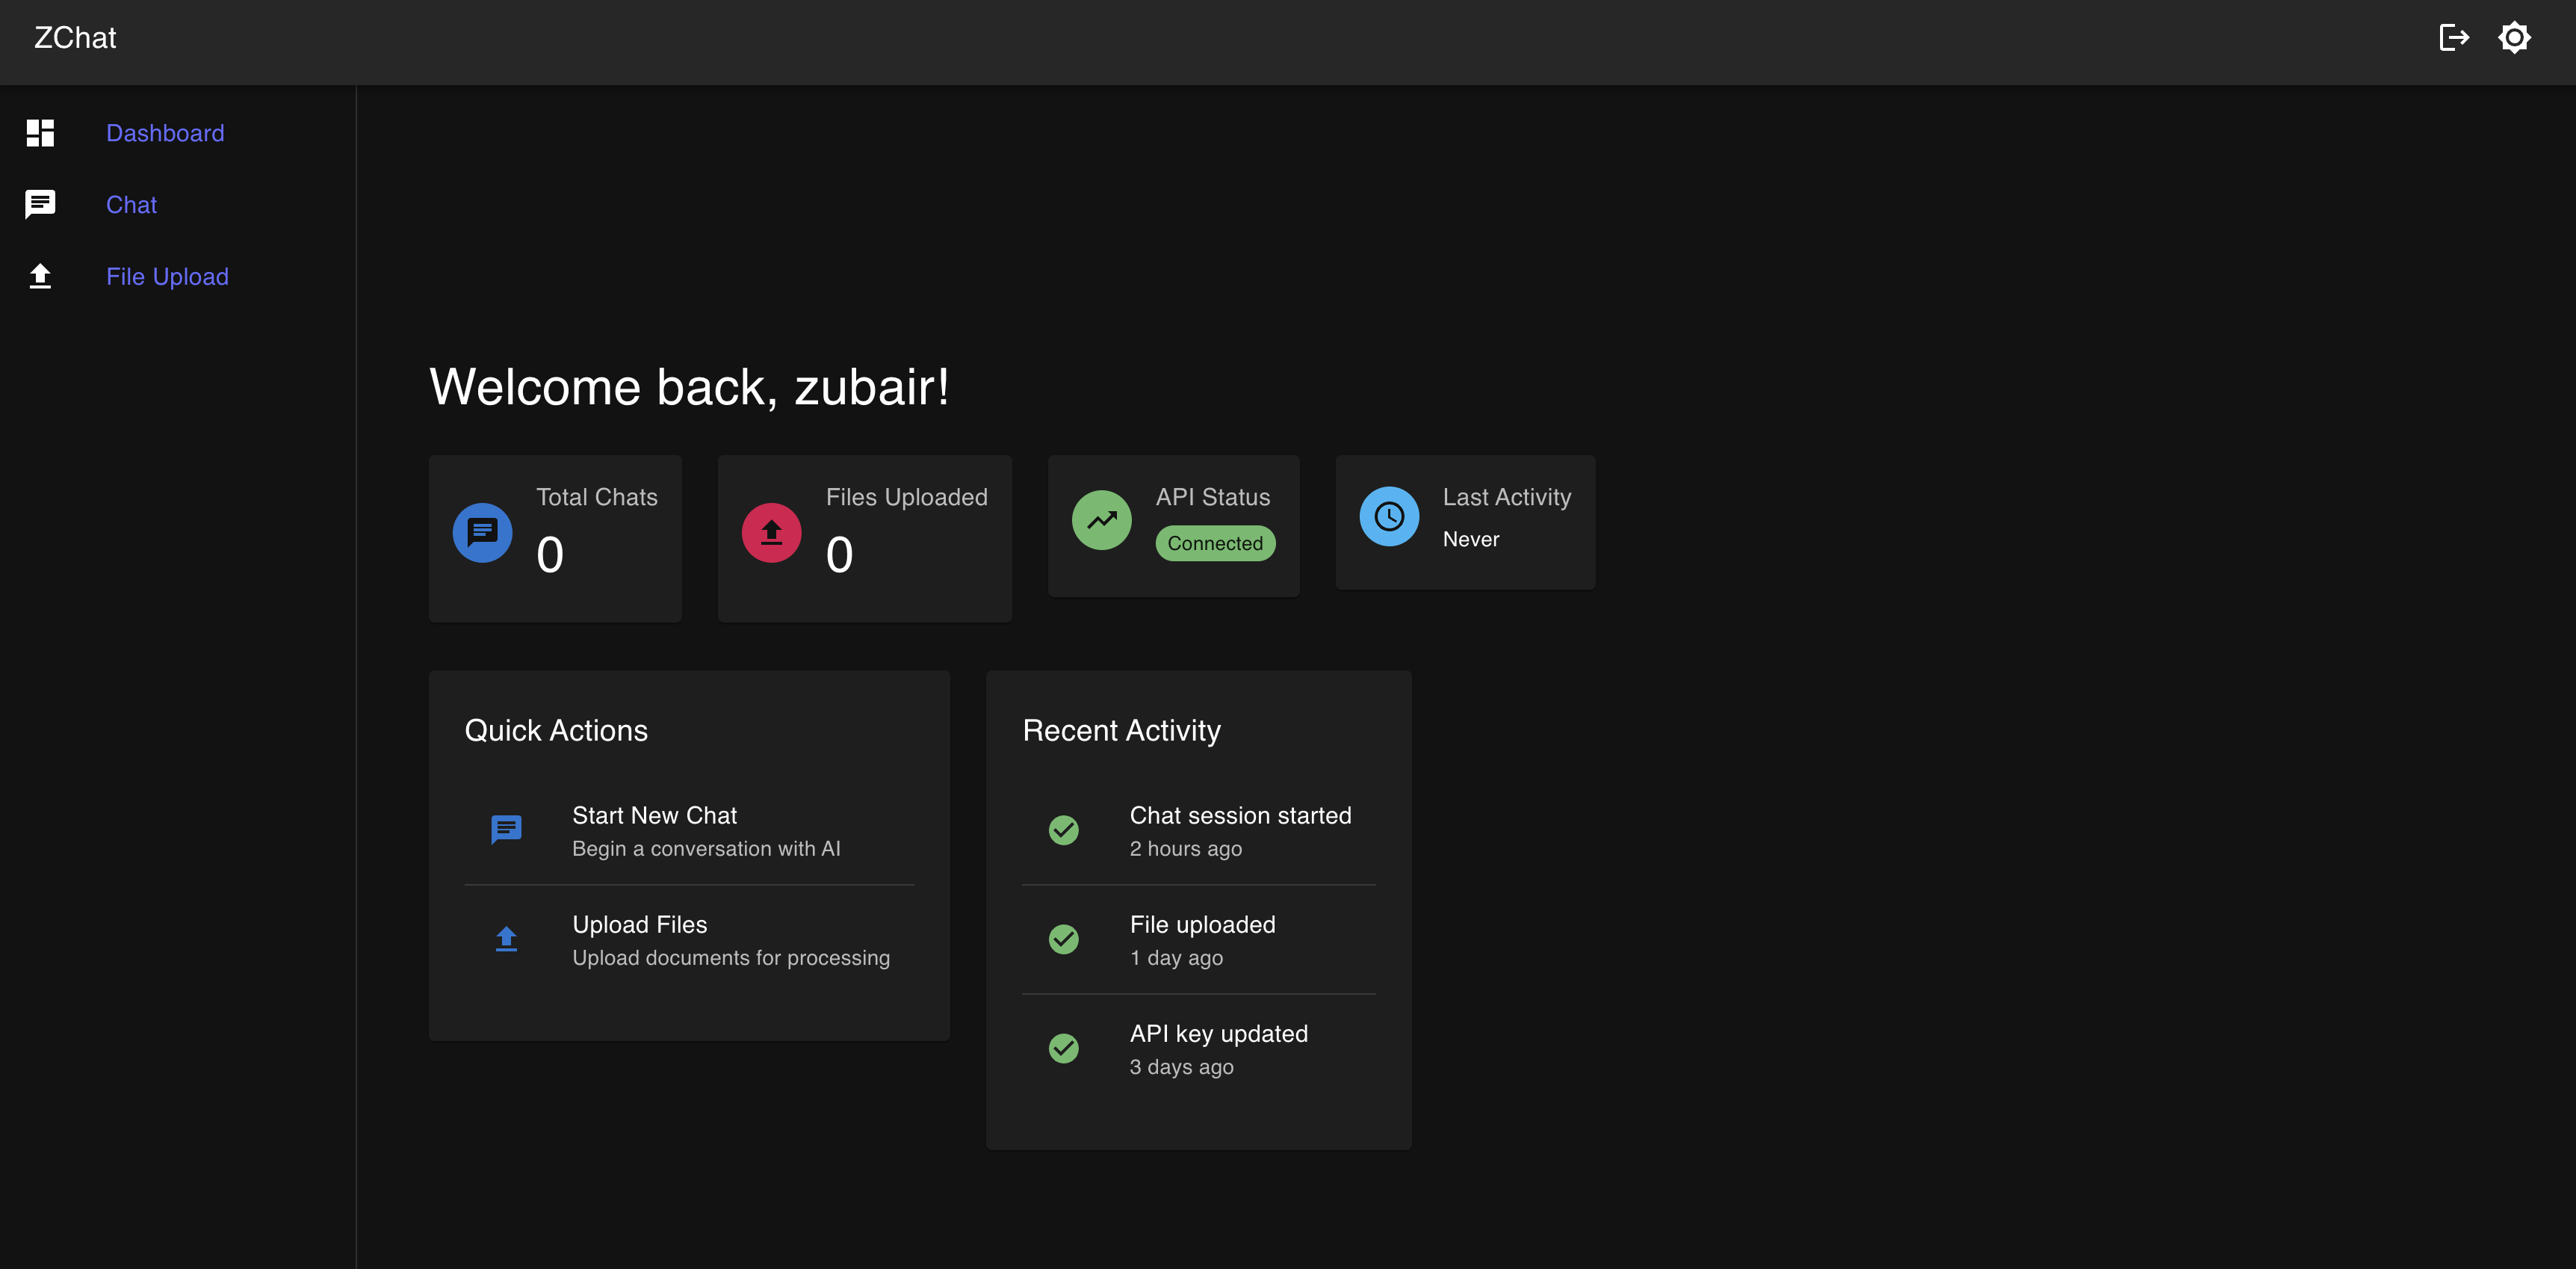 ZChat
Dashboard
Chat
File Upload
Welcome back, zubair!
Total Chats
0
Files Uploaded
0
API Status
Connected
Last Activity
Never
Quick Actions
Start New Chat
Begin a conversation with AI
Upload Files
Upload documents for processing
Recent Activity
Chat session started
2 hours ago
File uploaded
1 day ago
API key updated
3 days ago